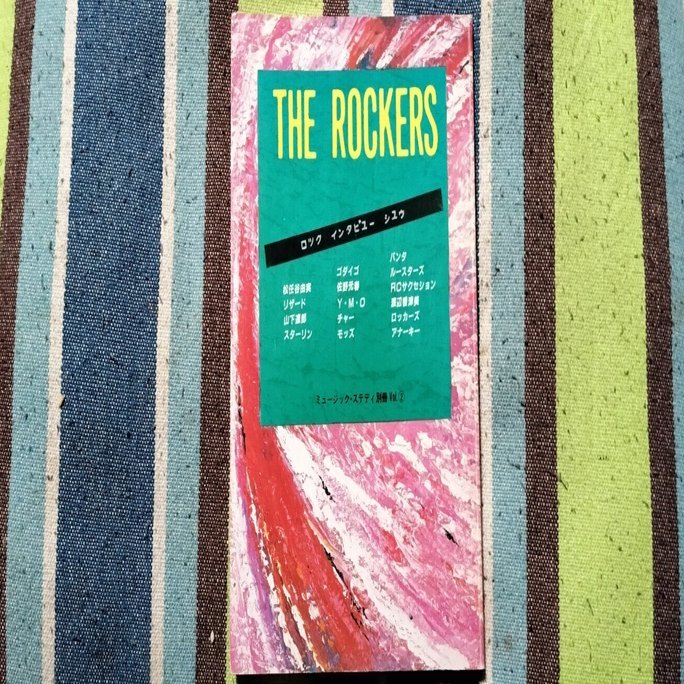 THE ROCKERS
ロック インタビュー シユウ
松任谷由実
リザード
山下達郎
スターリン
ゴダイゴ
佐野元春
Y・M・O
チャー
モッズ
パンタ
ルースターズ
RCサクセション
渡辺香津美
ロッカーズ
アナーキー
ミュージック・ステディ別冊 Vol.②